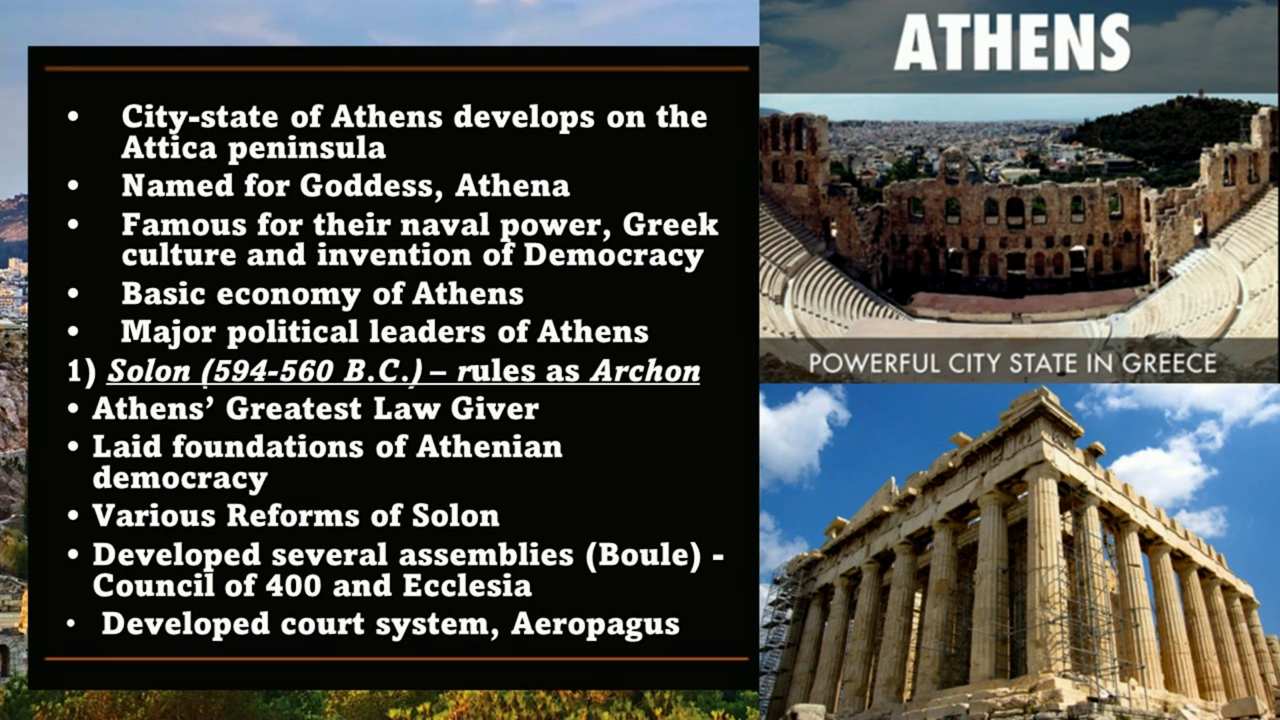 • City-state of Athens develops on the
Attica peninsula
• Named for Goddess, Athena
• Famous for their naval power, Greek
culture and invention of Democracy
• Basic economy of Athens
• Major political leaders of Athens
1) Solon (594-560 B.C.) – rules as Archon
• Athens’ Greatest Law Giver
• Laid foundations of Athenian
democracy
• Various Reforms of Solon
• Developed several assemblies (Boule) -
Council of 400 and Ecclesia
• Developed court system, Aeropagus
ATHENS
POWERFUL CITY STATE IN GREECE